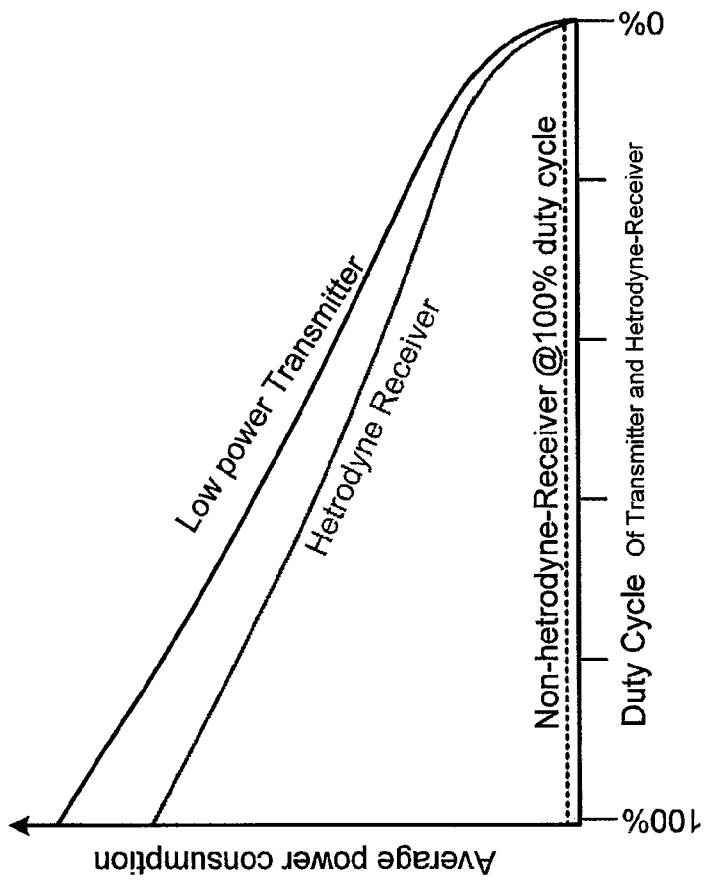 Average power consumption
Low power Transmitter
Hetrodyne Receiver
Non-hetrodyne-Receiver @100% duty cycle
100%
0%
Duty Cycle Of Transmitter and Hetrodyne-Receiver